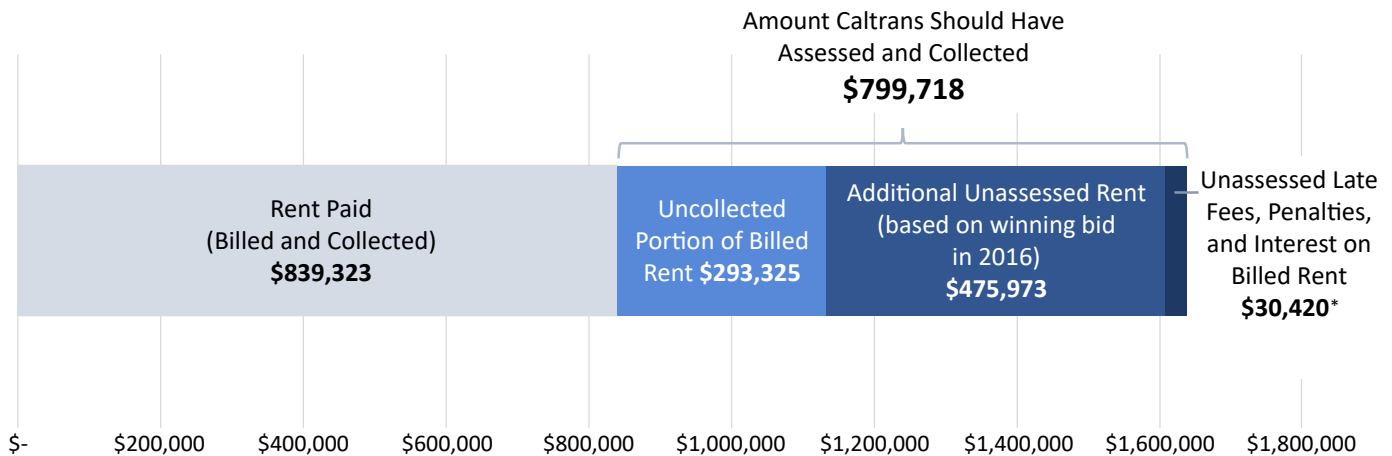 Amount Caltrans Should Have
Assessed and Collected
$799,718
Rent Paid
(Billed and Collected)
$839,323
Uncollected
Portion of Billed
Rent $293,325
Additional Unassessed Rent
(based on winning bid
in 2016)
$475,973
Unassessed Late
Fees, Penalties,
and Interest on
Billed Rent
$30,420*
$- $200,000 $400,000 $600,000 $800,000 $1,000,000 $1,200,000 $1,400,000 $1,600,000 $1,800,000